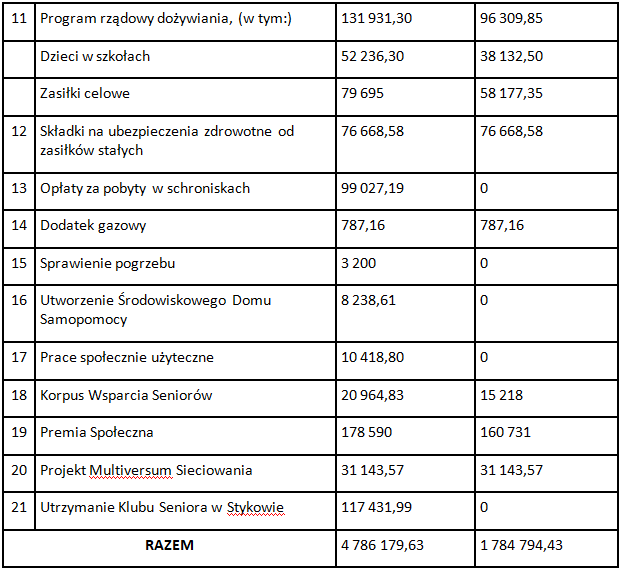 11 Program rządowy dożywiania, (w tym:) 131 931,30 96 309,85
Dzieci w szkołach 52 236,30 38 132,50
Zasiłki celowe 79 695 58 177,35
12 Składki na ubezpieczenia zdrowotne od 76 668,58 76 668,58
zasiłków stałych
13 Opłaty za pobyty w schroniskach 99 027,19 0
14 Dodatek gazowy 787,16 787,16
15 Sprawienie pogrzebu 3 200 0
16 Utworzenie Środowiskowego Domu 8 238,61 0
Samopomocy
17 Prace społecznie użyteczne 10 418,80 0
18 Korpus Wsparcia Seniorów 20 964,83 15 218
19 Premia Społeczna 178 590 160 731
20 Projekt Multiversum Sieciowania 31 143,57 31 143,57
21 Utrzymanie Klubu Seniora w Stykowie 117 431,99 0
RAZEM 4 786 179,63 1 784 794,43